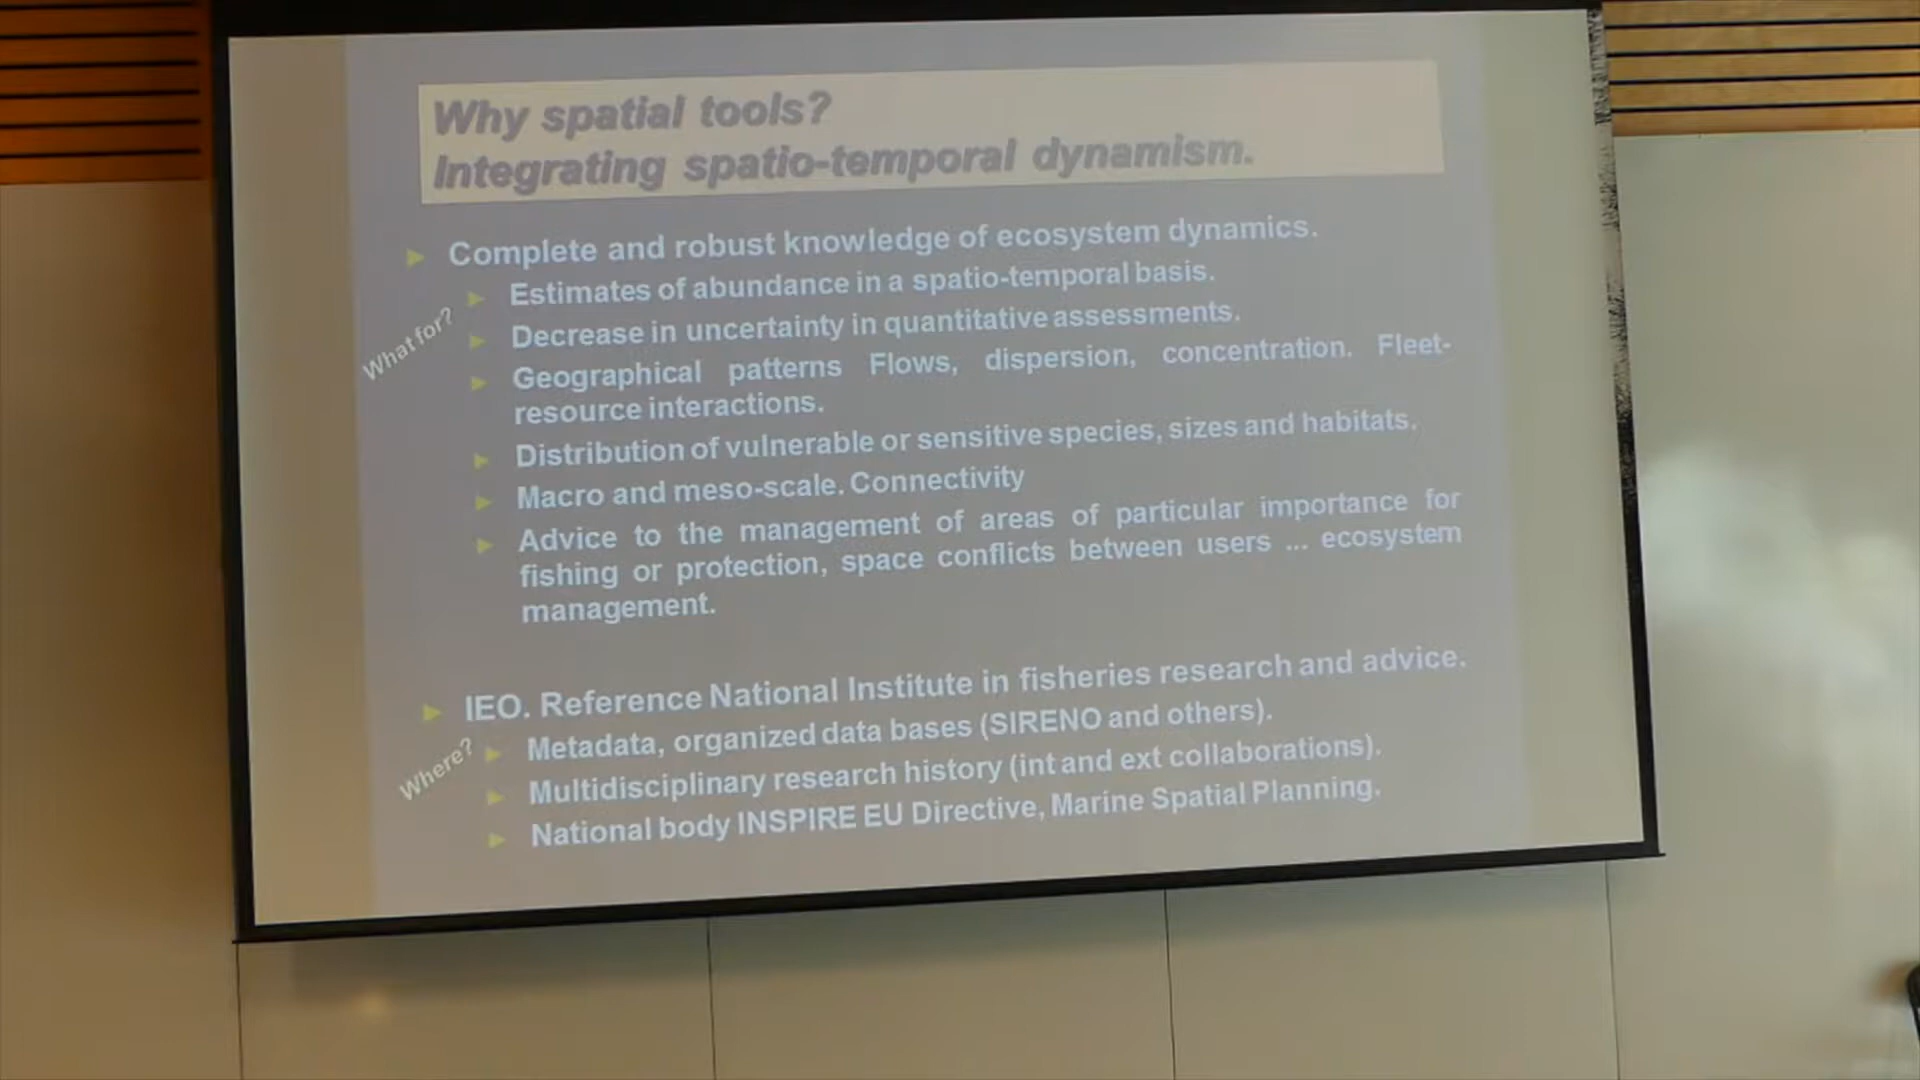 Why spatial tools?
Integrating spatio-temporal dynamism.
Complete and robust knowledge of ecosystem dynamics.
What for?
Estimates of abundance in a spatio-temporal basis.
Decrease in uncertainty in quantitative assessments.
Geographical patterns Flows, dispersion, concentration. Fleet-
resource interactions.
Distribution of vulnerable or sensitive species, sizes and habitats.
Macro and meso-scale. Connectivity
Advice to the management of areas of particular importance for
fishing or protection, space conflicts between users ... ecosystem
management.
IEO. Reference National Institute in fisheries research and advice.
Where?
Metadata, organized data bases (SIRENO and others).
Multidisciplinary research history (int and ext collaborations).
National body INSPIRE EU Directive, Marine Spatial Planning.